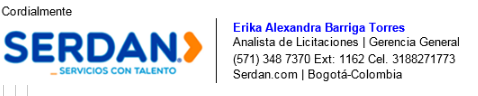 Cordialmente
SERDAN
_ SERVICIOS CON TALENTO
Erika Alexandra Barriga Torres
Analista de Licitaciones | Gerencia General
(571) 348 7370 Ext: 1162 Cel. 3188271773
Serdan.com | Bogotá-Colombia